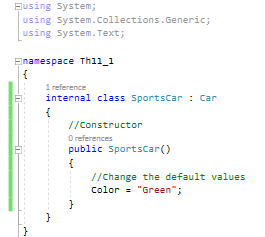 using System;
using System.Collections.Generic;
using System.Text;
namespace Th11_1
{
1 reference
internal class SportsCar : Car
{
//Constructor
0 references
public SportsCar()
{
//Change the default values
Color = "Green";
}
}
}